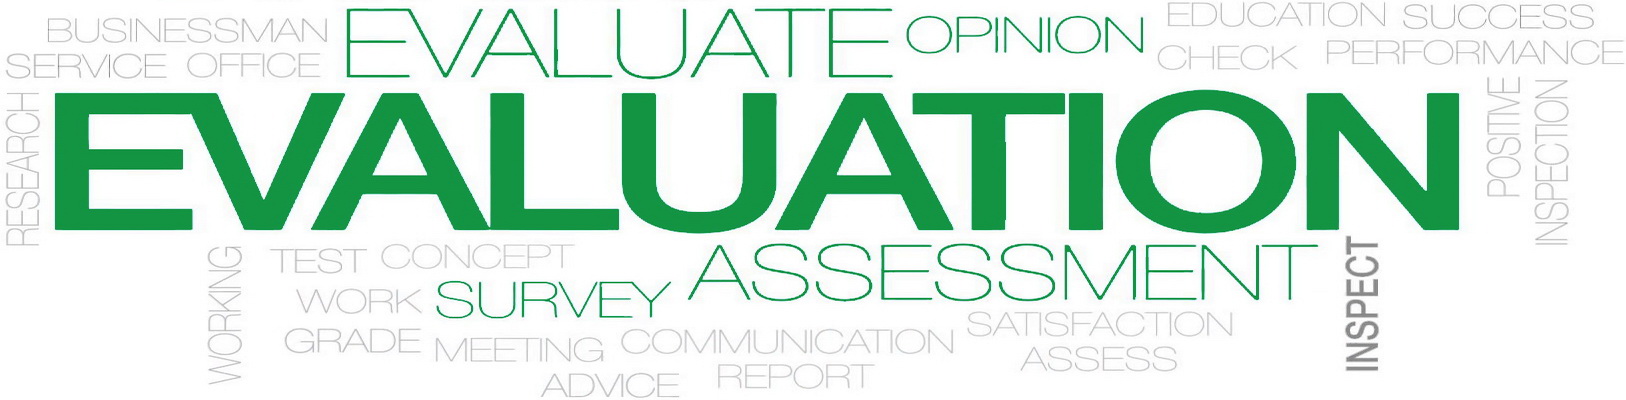 BUSINESSMAN
EVALUATE
OPINION
EDUCATION
SUCCESS
SERVICE
OFFICE
CHECK
PERFORMANCE
RESEARCH
EVALUATION
POSITIVE
INSPECTION
WORKING
TEST
CONCEPT
ASSESSMENT
INSPECT
WORK
SURVEY
GRADE
MEETING
COMMUNICATION
SATISFACTION
ASSESS
ADVICE
REPORT